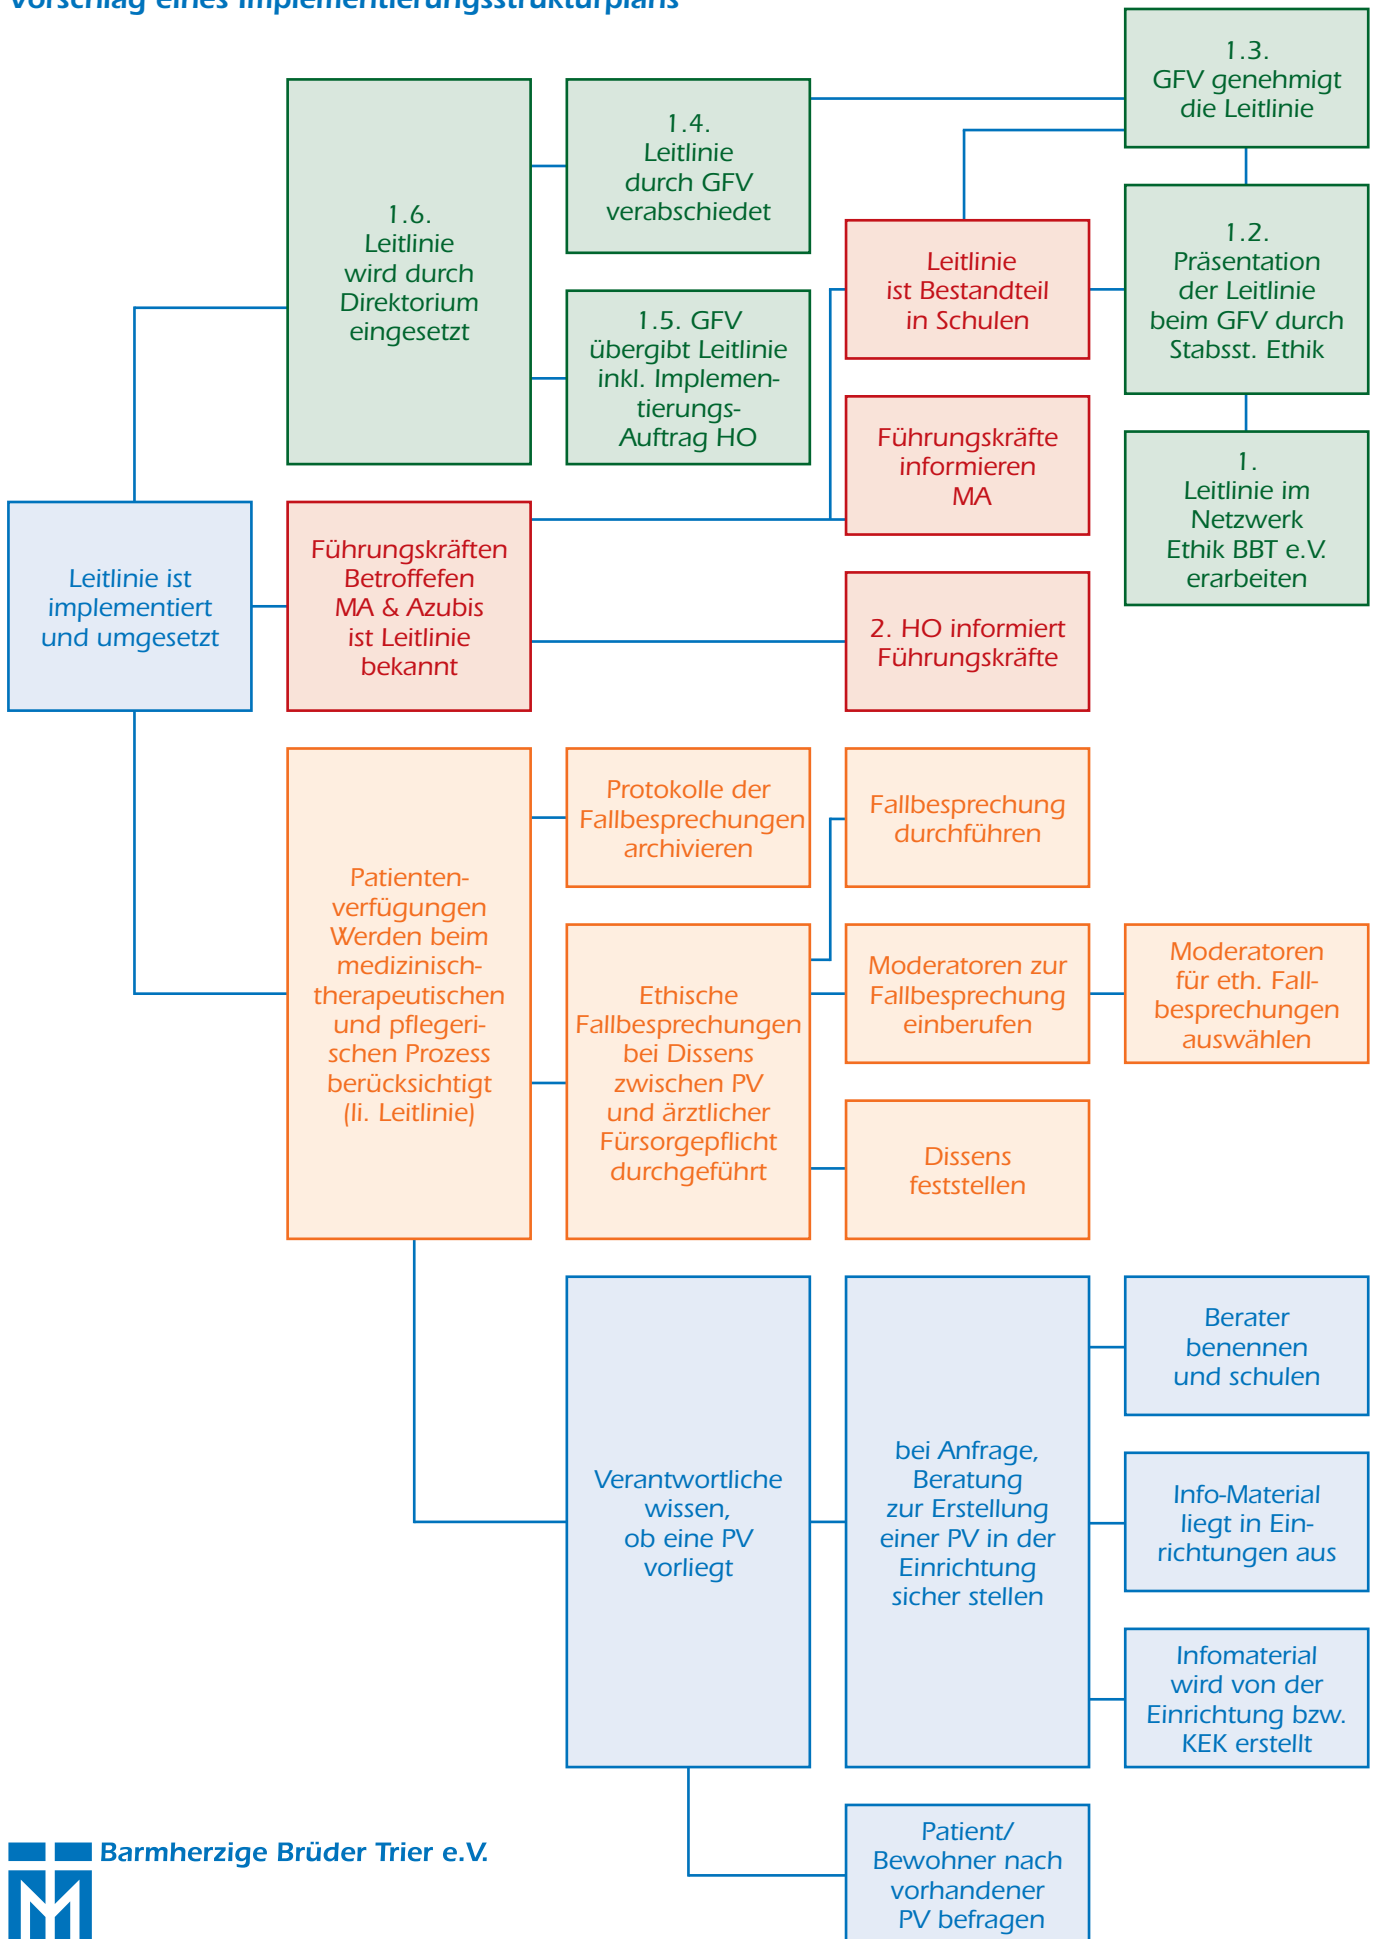 Vorschlag eines Implementierungsstrukturplans
1.3.
GFV genehmigt
die Leitlinie
1.4.
Leitlinie
durch GFV
verabschiedet
1.6.
Leitlinie
wird durch
Direktorium
eingesetzt
1.2.
Präsentation
der Leitlinie
beim GFV durch
Stabsst. Ethik
Leitlinie
ist Bestandteil
in Schulen
1.5. GFV
übergibt Leitlinie
inkl. Implemen-
tierungs-
Auftrag HO
Führungskräfte
informieren
MA
1.
Leitlinie im
Netzwerk
Ethik BBT e.V.
erarbeiten
Leitlinie ist
implementiert
und umgesetzt
Führungskräften
Betroffefen
MA & Azubis
ist Leitlinie
bekannt
2. HO informiert
Führungskräfte
Patienten-
verfügungen
Werden beim
medizinisch-
therapeutischen
und pflegeri-
schen Prozess
berücksichtigt
(li. Leitlinie)
Protokolle der
Fallbesprechungen
archivieren
Fallbesprechung
durchführen
Ethische
Fallbesprechungen
bei Dissens
zwischen PV
und ärztlicher
Fürsorgepflicht
durchgeführt
Moderatoren zur
Fallbesprechung
einberufen
Moderatoren
für eth. Fall-
besprechungen
auswählen
Dissens
feststellen
Verantwortliche
wissen,
ob eine PV
vorliegt
bei Anfrage,
Beratung
zur Erstellung
einer PV in der
Einrichtung
sicher stellen
Berater
benennen
und schulen
Info-Material
liegt in Ein-
richtungen aus
Infomaterial
wird von der
Einrichtung bzw.
KEK erstellt
Patient/
Bewohner nach
vorhandener
PV befragen
Barmherzige Brüder Trier e.V.